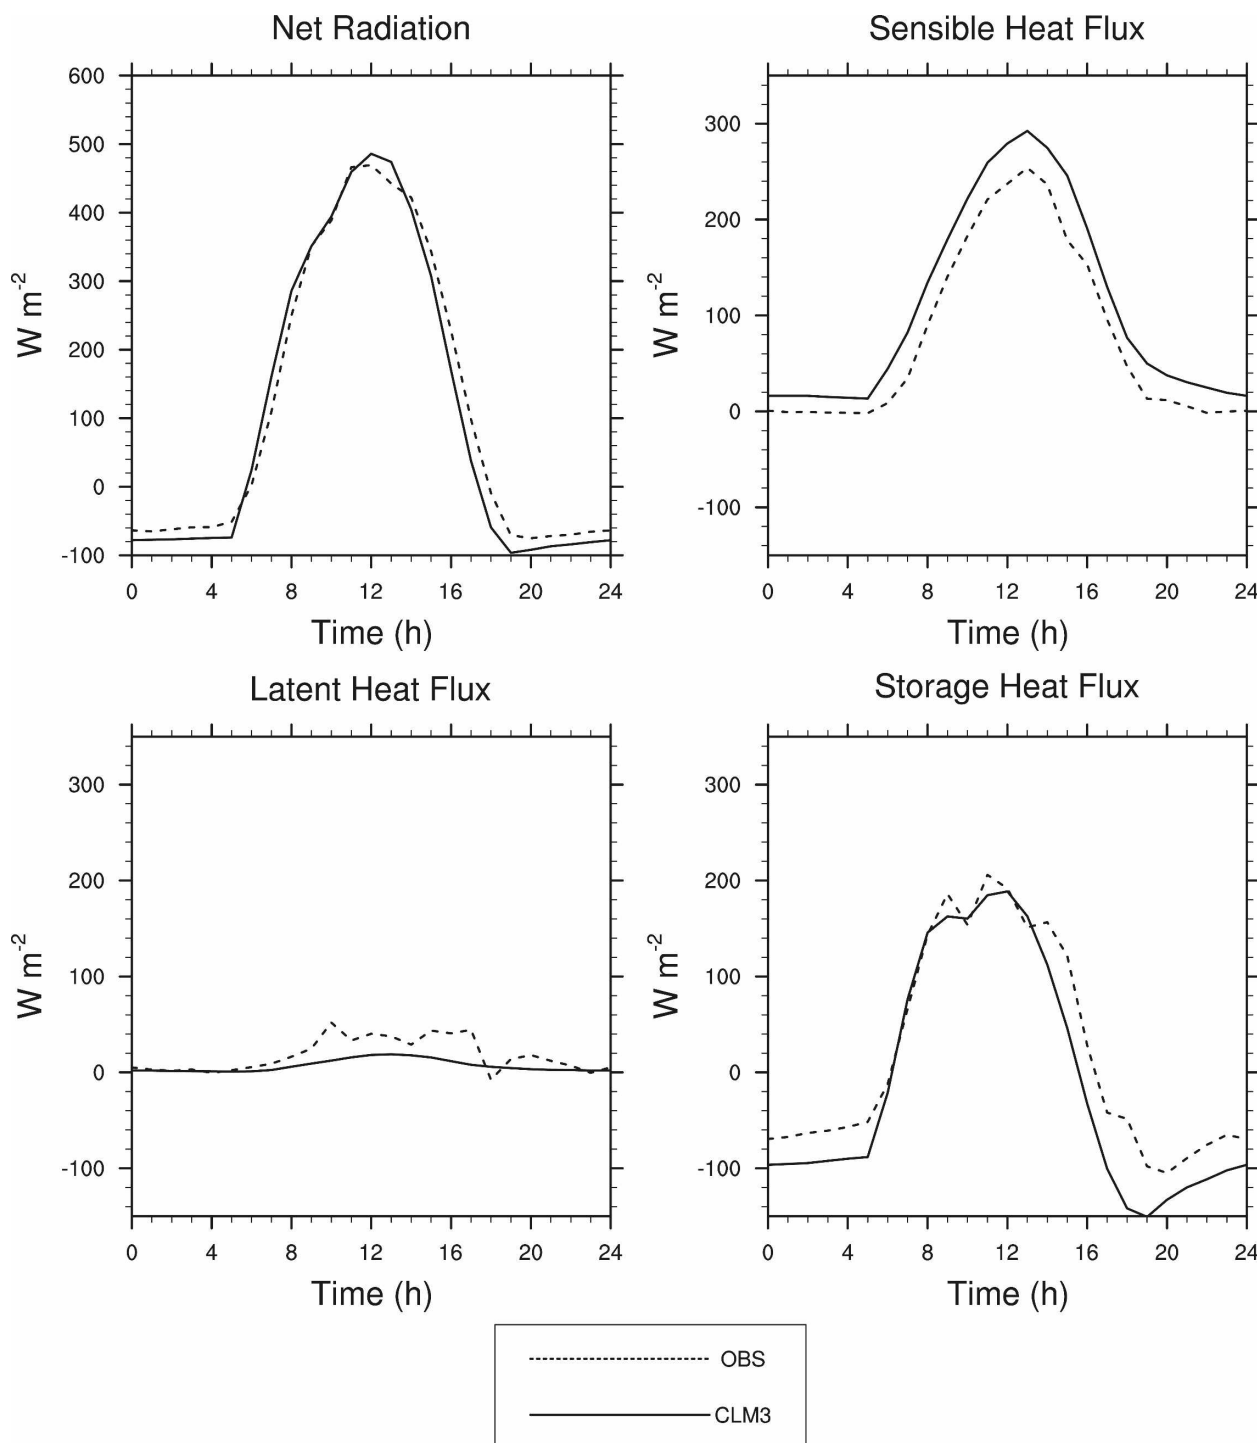 Net Radiation
600
500
400
300
200
100
0
-100
W m-2
0 4 8 12 16 20 24
Time (h)
Sensible Heat Flux
300
200
100
0
-100
W m-2
0 4 8 12 16 20 24
Time (h)
Latent Heat Flux
300
200
100
0
-100
W m-2
0 4 8 12 16 20 24
Time (h)
Storage Heat Flux
300
200
100
0
-100
W m-2
0 4 8 12 16 20 24
Time (h)
OBS
CLM3